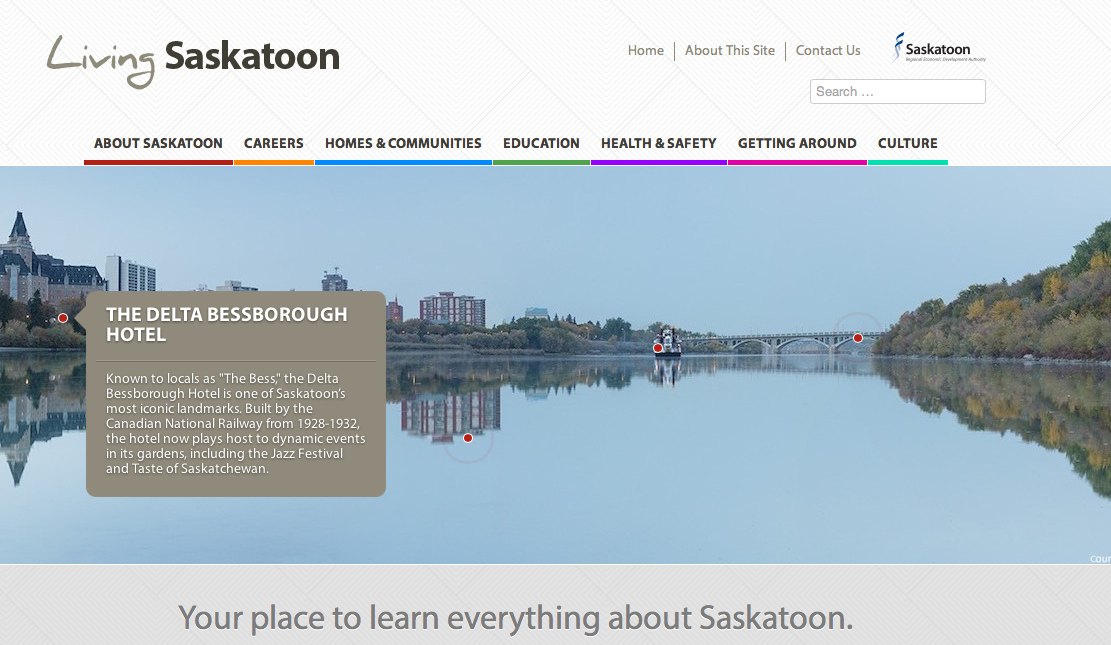 Living Saskatoon
Home
About This Site
Contact Us
Saskatoon
Regional Economic Development Authority
Search ...
ABOUT SASKATOON
CAREERS
HOMES & COMMUNITIES
EDUCATION
HEALTH & SAFETY
GETTING AROUND
CULTURE
THE DELTA BESSBOROUGH
HOTEL
Known to locals as "The Bess," the Delta
Bessborough Hotel is one of Saskatoon's
most iconic landmarks. Built by the
Canadian National Railway from 1928-1932,
the hotel now plays host to dynamic events
in its gardens, including the Jazz Festival
and Taste of Saskatchewan.
Your place to learn everything about Saskatoon.